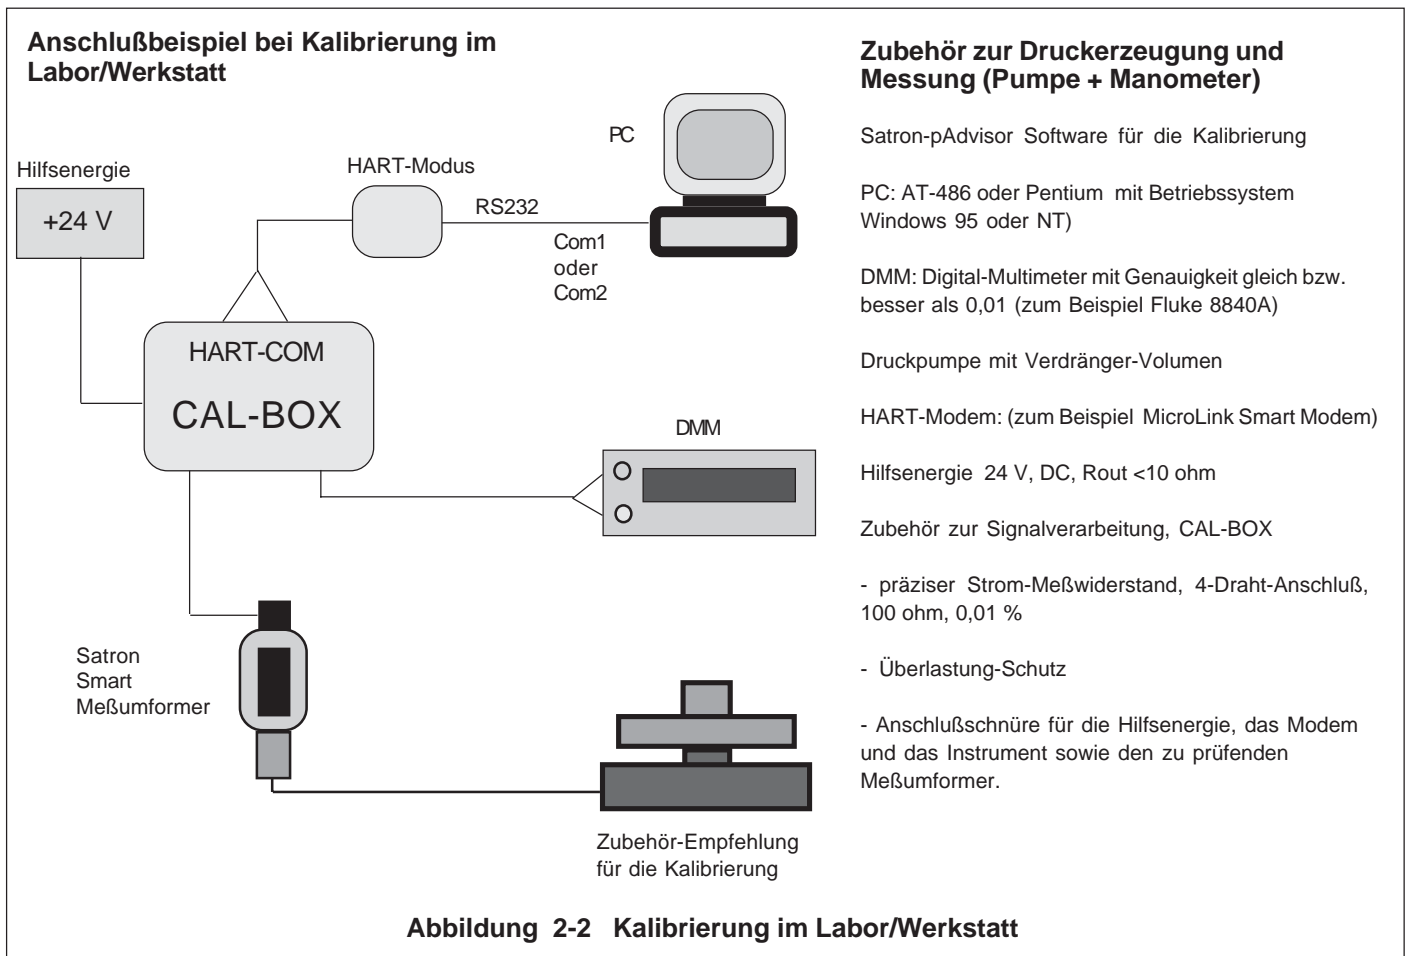 Anschlußbeispiel bei Kalibrierung im
Labor/Werkstatt
Hilfsenergie
+24 V
HART-Modus
RS232
Com1
oder
Com2
PC
HART-COM
CAL-BOX
DMM
Satron
Smart
Meßumformer
Zubehör-Empfehlung
für die Kalibrierung
Zubehör zur Druckerzeugung und
Messung (Pumpe + Manometer)
Satron-pAdvisor Software für die Kalibrierung
PC: AT-486 oder Pentium mit Betriebssystem
Windows 95 oder NT)
DMM: Digital-Multimeter mit Genauigkeit gleich bzw.
besser als 0,01 (zum Beispiel Fluke 8840A)
Druckpumpe mit Verdränger-Volumen
HART-Modem: (zum Beispiel MicroLink Smart Modem)
Hilfsenergie 24 V, DC, Rout <10 ohm
Zubehör zur Signalverarbeitung, CAL-BOX
- präziser Strom-Meßwiderstand, 4-Draht-Anschluß,
100 ohm, 0,01 %
- Überlastung-Schutz
- Anschlußschnüre für die Hilfsenergie, das Modem
und das Instrument sowie den zu prüfenden
Meßumformer.
Abbildung 2-2 Kalibrierung im Labor/Werkstatt